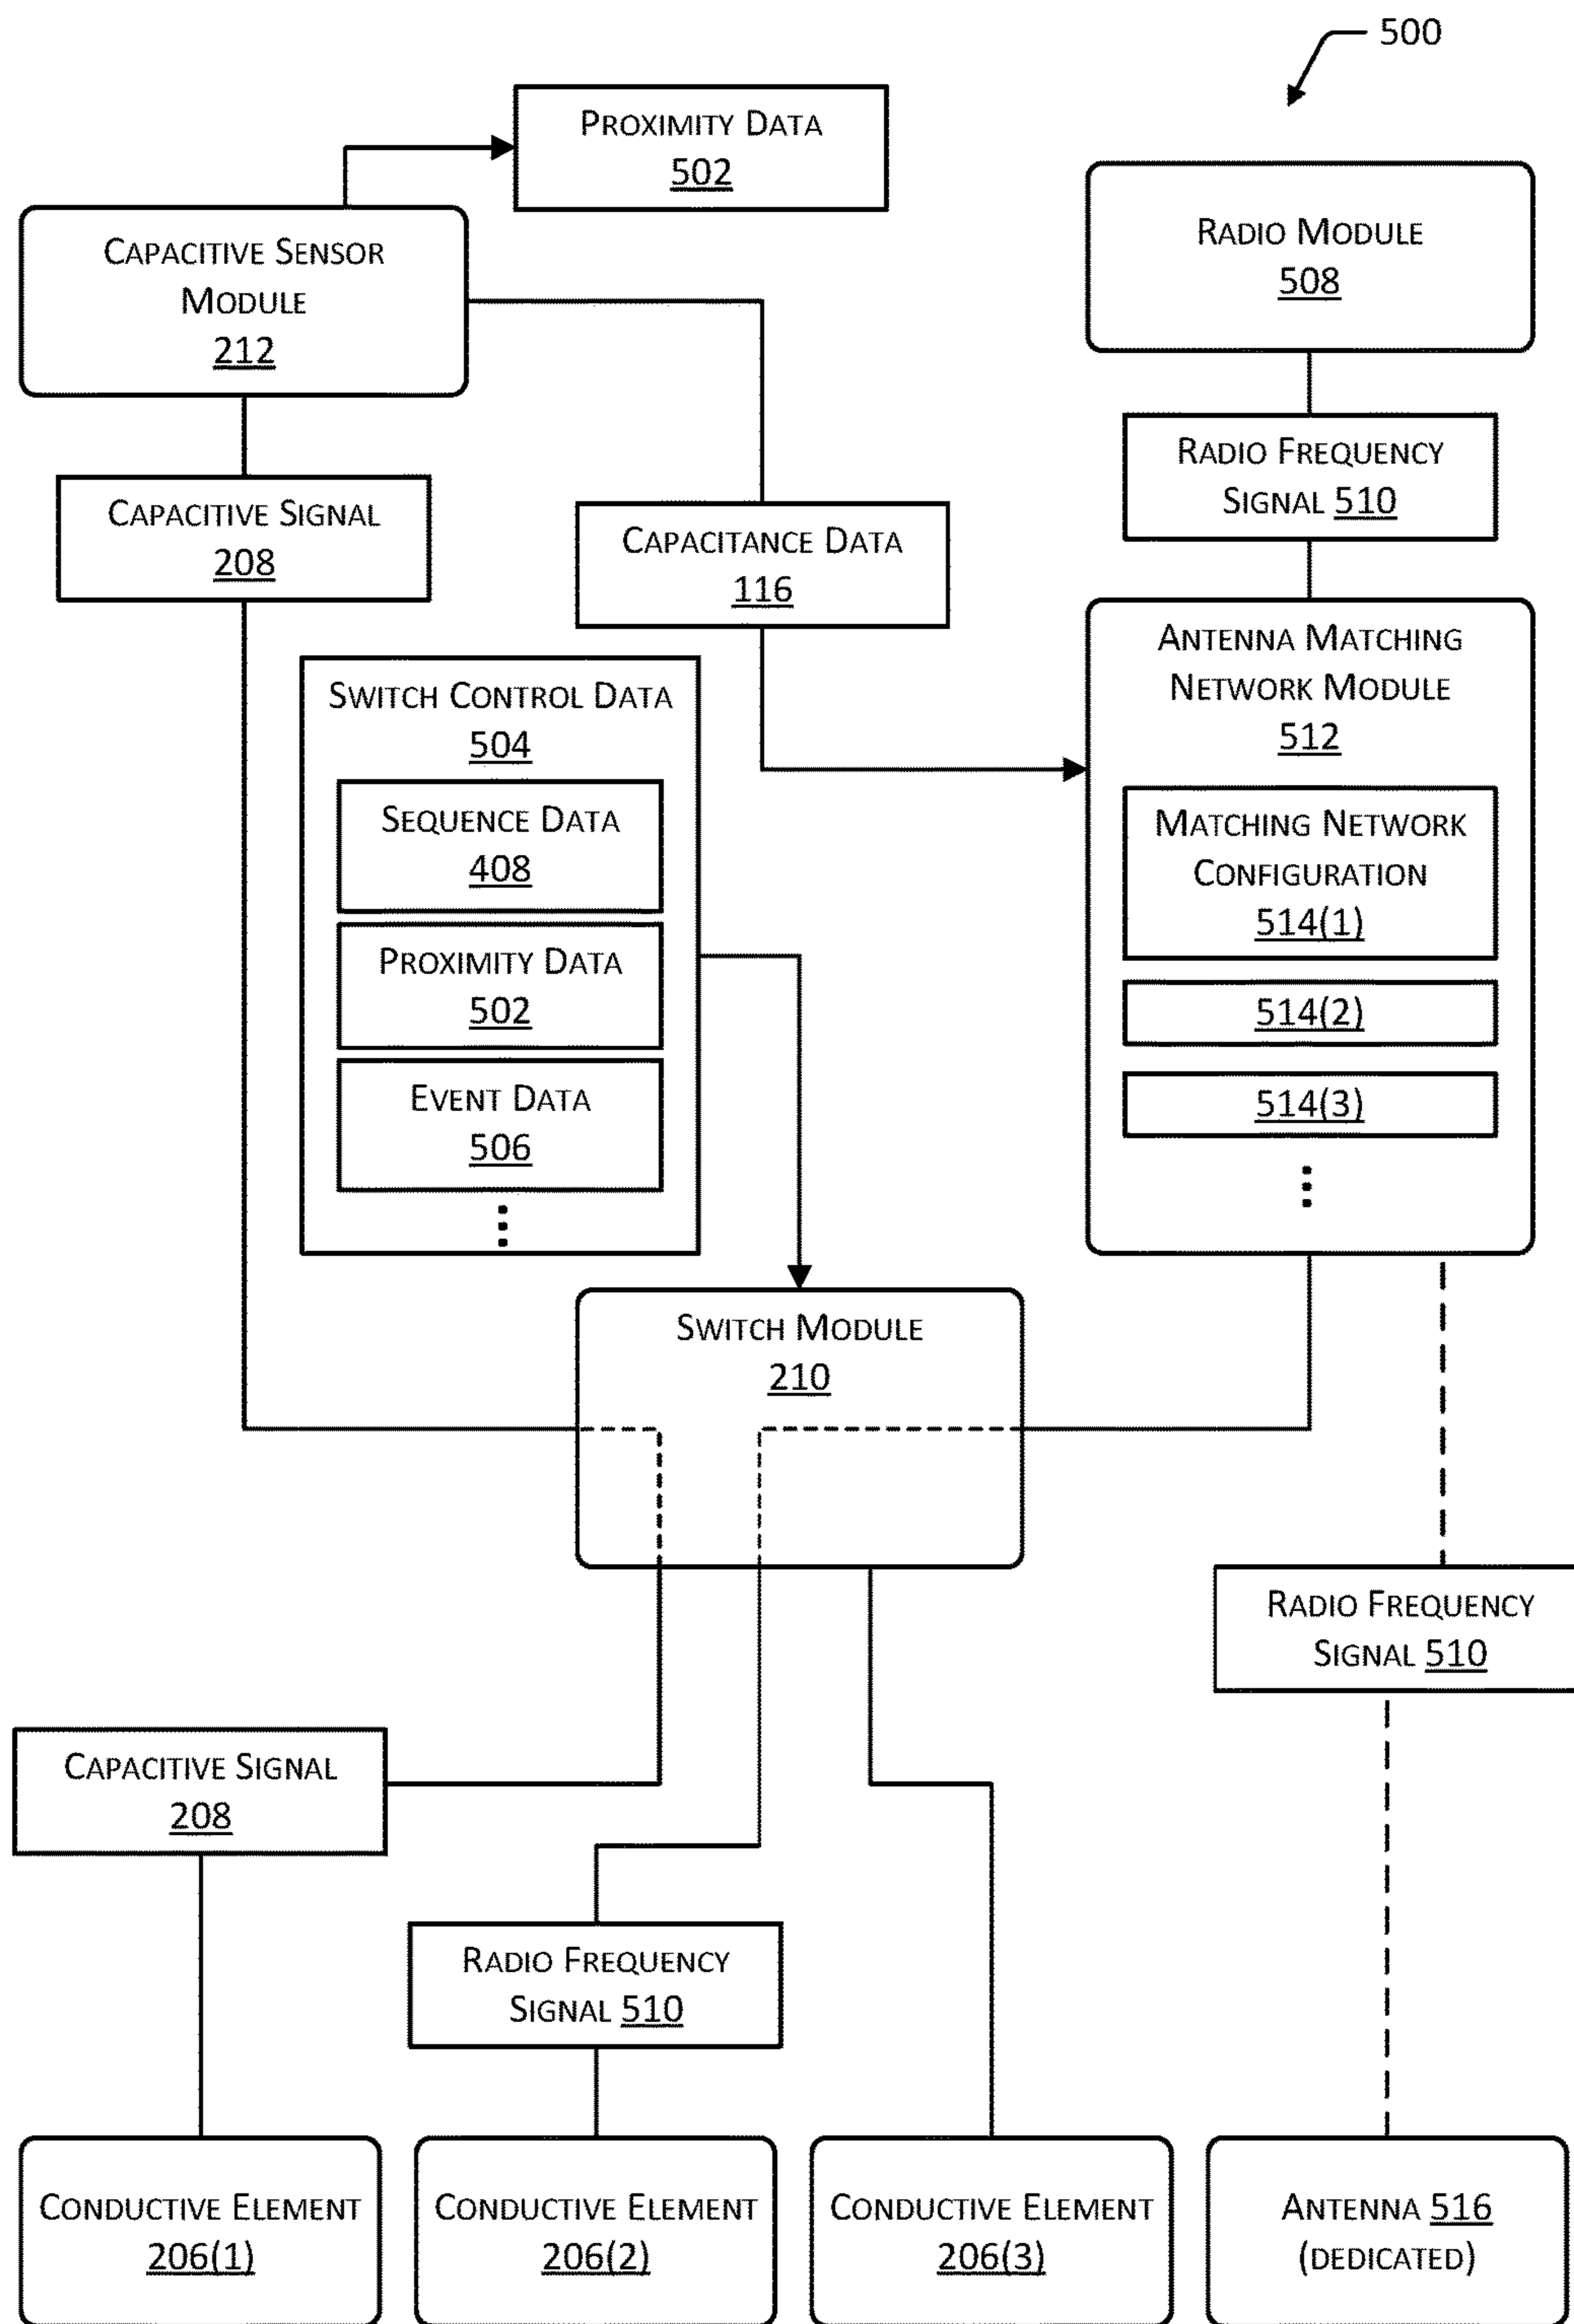 500
PROXIMITY DATA
502
CAPACITIVE SENSOR
MODULE
212
RADIO MODULE
508
CAPACITIVE SIGNAL
208
CAPACITANCE DATA
116
RADIO FREQUENCY
SIGNAL 510
SWITCH CONTROL DATA
504
SEQUENCE DATA
408
PROXIMITY DATA
502
EVENT DATA
506
ANTENNA MATCHING
NETWORK MODULE
512
MATCHING NETWORK
CONFIGURATION
514(1)
514(2)
514(3)
SWITCH MODULE
210
RADIO FREQUENCY
SIGNAL 510
CAPACITIVE SIGNAL
208
RADIO FREQUENCY
SIGNAL 510
CONDUCTIVE ELEMENT
206(1)
CONDUCTIVE ELEMENT
206(2)
CONDUCTIVE ELEMENT
206(3)
ANTENNA 516
(DEDICATED)